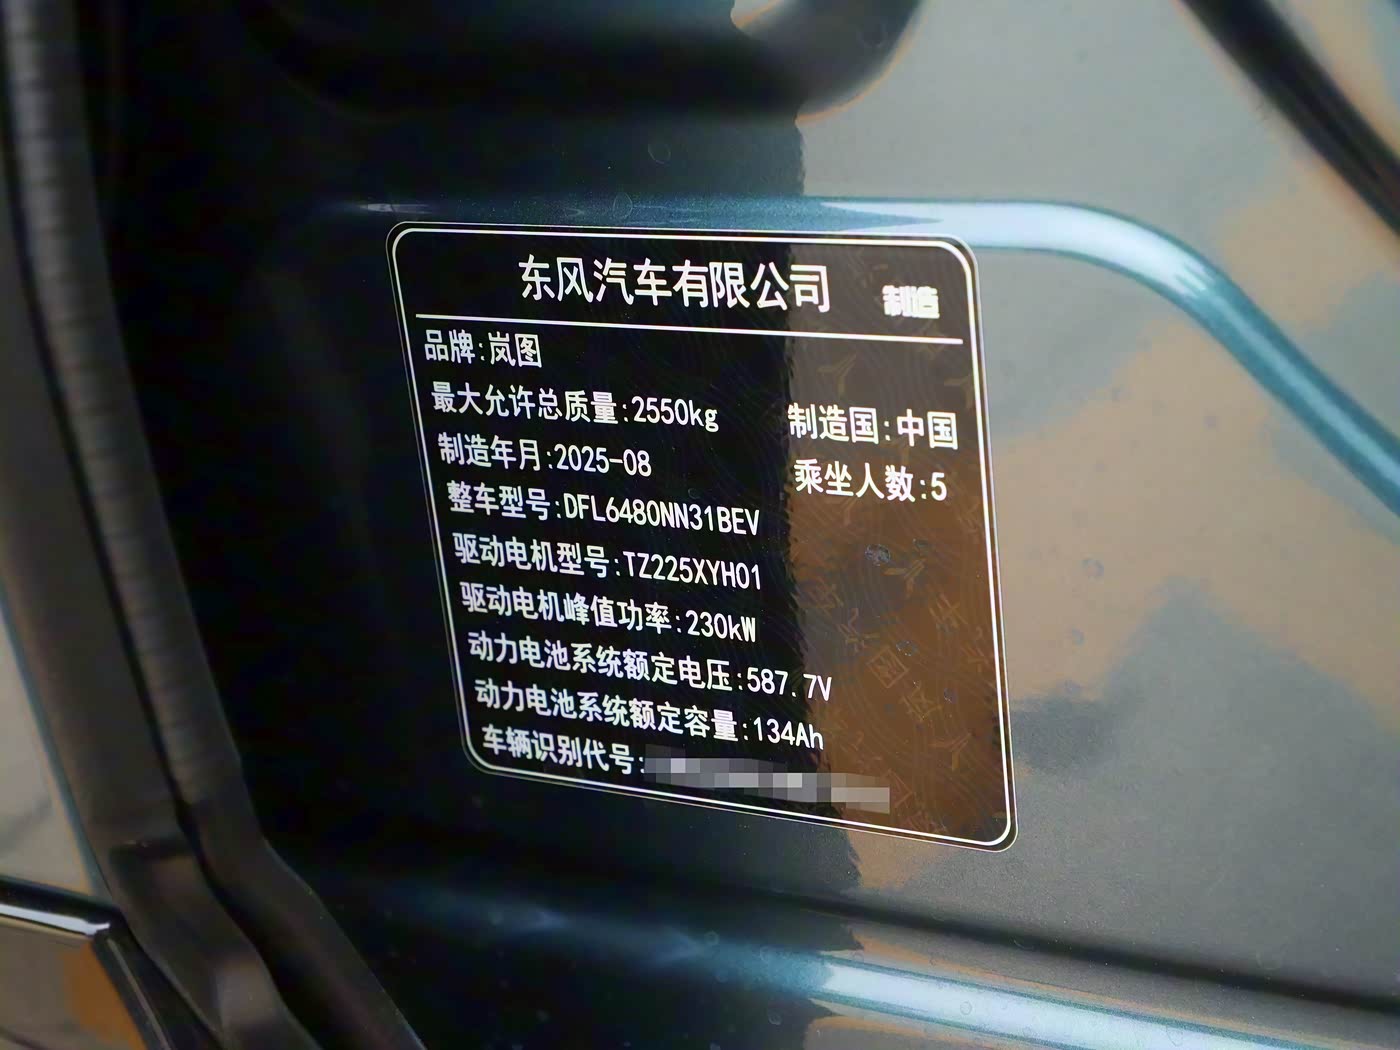 东风汽车有限公司 制造
品牌:岚图
最大允许总质量:2550kg 制造国:中国
制造年月:2025-08 乘坐人数:5
整车型号:DFL6480NN31BEV
驱动电机型号:TZ225XYH01
驱动电机峰值功率:230kW
动力电池系统额定电压:587.7V
动力电池系统额定容量:134Ah
车辆识别代号: